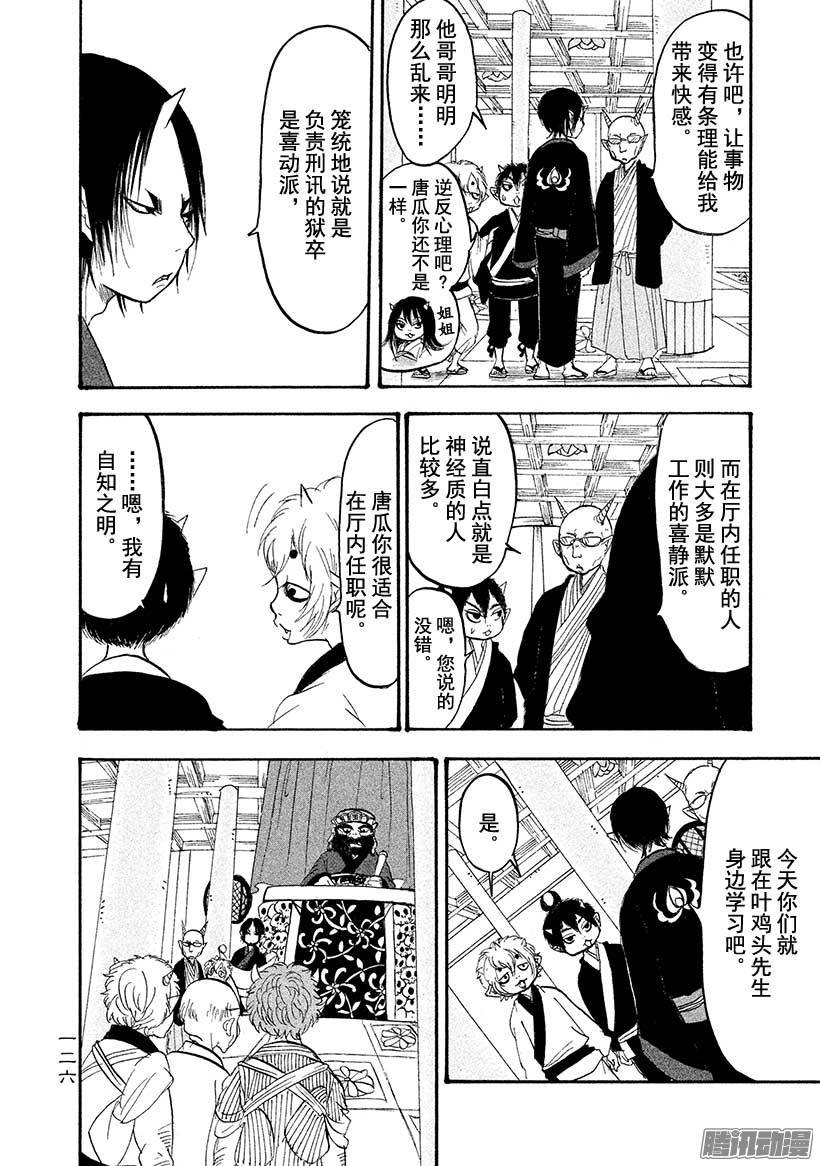 也许吧，让事物
变得有条理能给我
带来快感。
他哥哥明明
那么乱来……
逆反心理吧？
唐瓜你还不是
一样。
姐姐
笼统地说就是
负责刑讯的狱卒
是喜动派，
而在厅内任职的人
则大多是默默
工作的喜静派。
说直白点就是
神经质的人
比较多。
嗯，您说的
没错。
唐瓜你很适合
在厅内任职呢。
……嗯，我有
自知之明。
今天你们就
跟在叶鸡头先生
身边学习吧。
是。
一二六
腾讯动漫